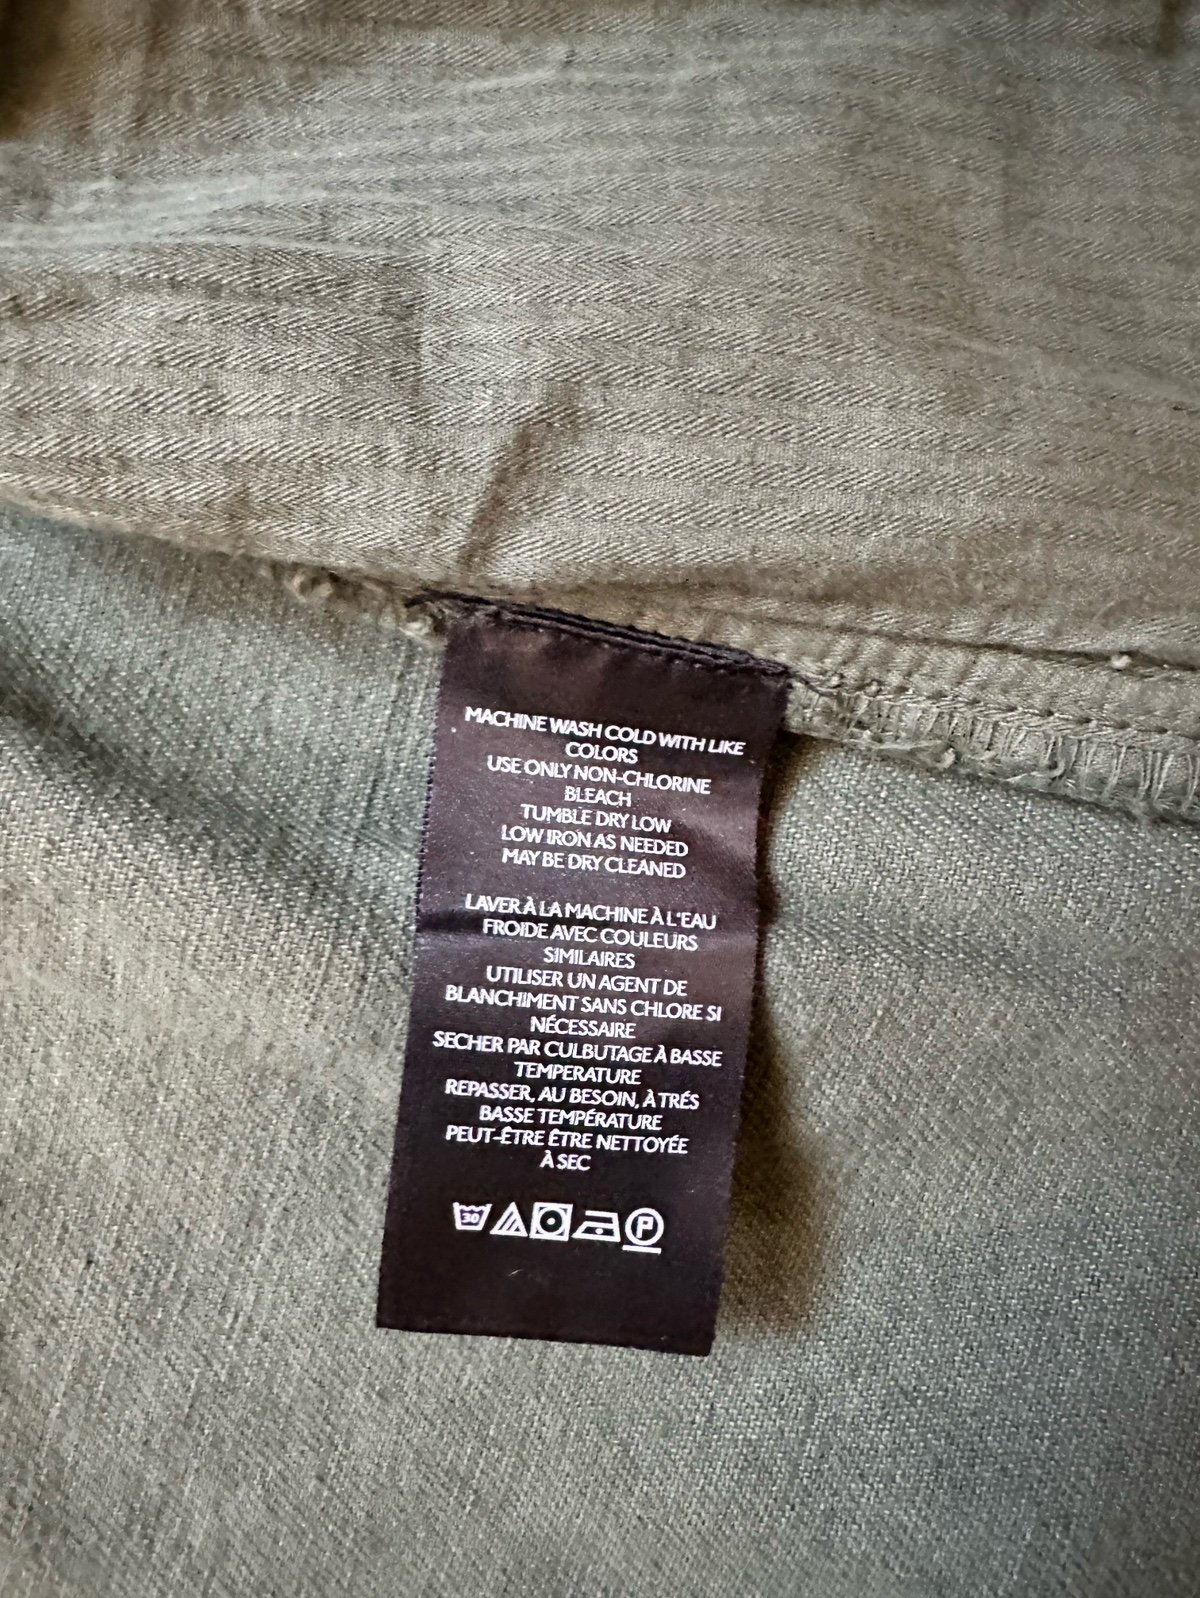 MACHINE WASH COLD WITH LIKE
COLORS
USE ONLY NON-CHLORINE
BLEACH
TUMBLE DRY LOW
LOW IRON AS NEEDED
MAY BE DRY CLEANED
LAVER À LA MACHINE À L'EAU
FROIDE AVEC COULEURS
SIMILAIRES
UTILISER UN AGENT DE
BLANCHIMENT SANS CHLORE SI
NÉCESSAIRE
SECHER PAR CULBUTAGE À BASSE
TEMPERATURE
REPASSER, AU BESOIN, À TRÉS
BASSE TEMPÉRATURE
PEUT-ÊTRE ÊTRE NETTOYÉE
À SEC
30 P